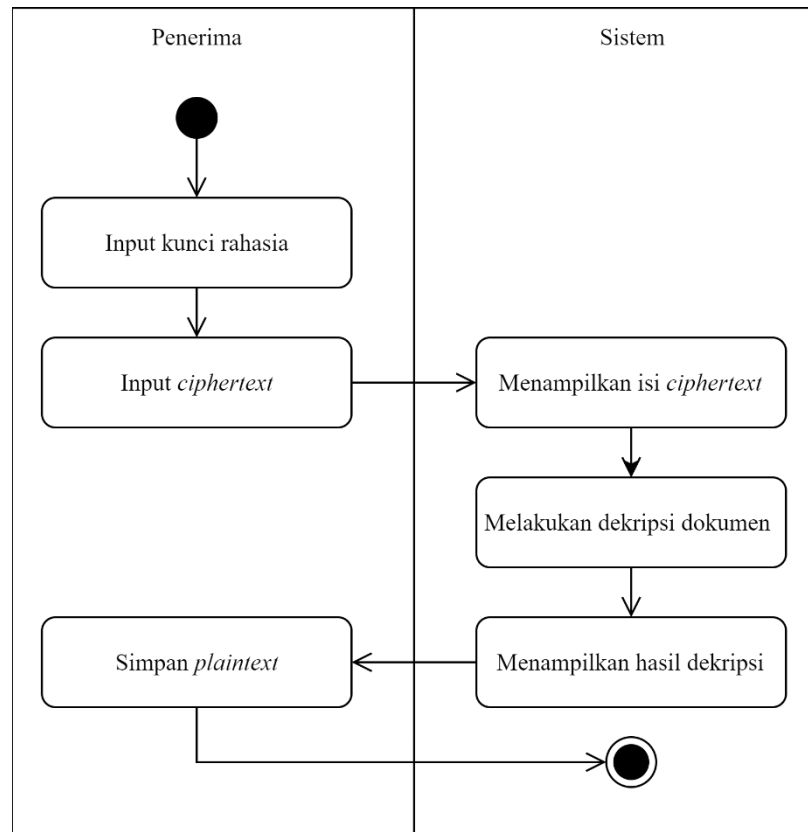 Penerima
Sistem
Input kunci rahasia
Input ciphertext
Menampilkan isi ciphertext
Melakukan dekripsi dokumen
Menampilkan hasil dekripsi
Simpan plaintext